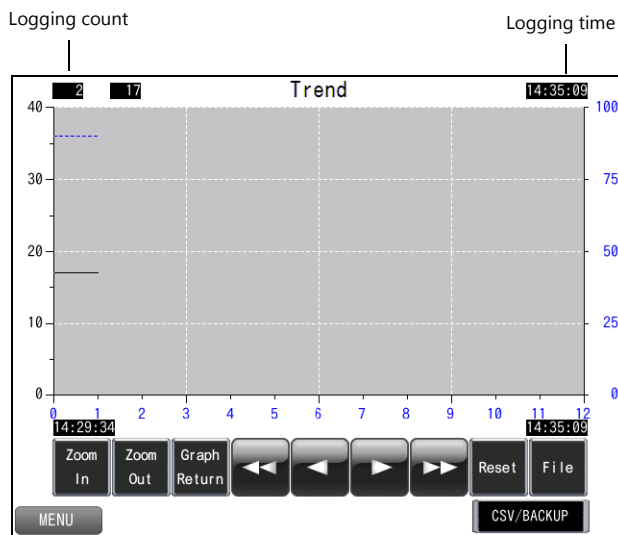 Logging count
Logging time
2 17 Trend 14:35:09
40 100
30 75
20 50
10 25
0 0
0 1 2 3 4 5 6 7 8 9 10 11 12
14:29:34 14:35:09
Zoom In
Zoom Out
Graph Return
Reset
File
MENU
CSV/BACKUP